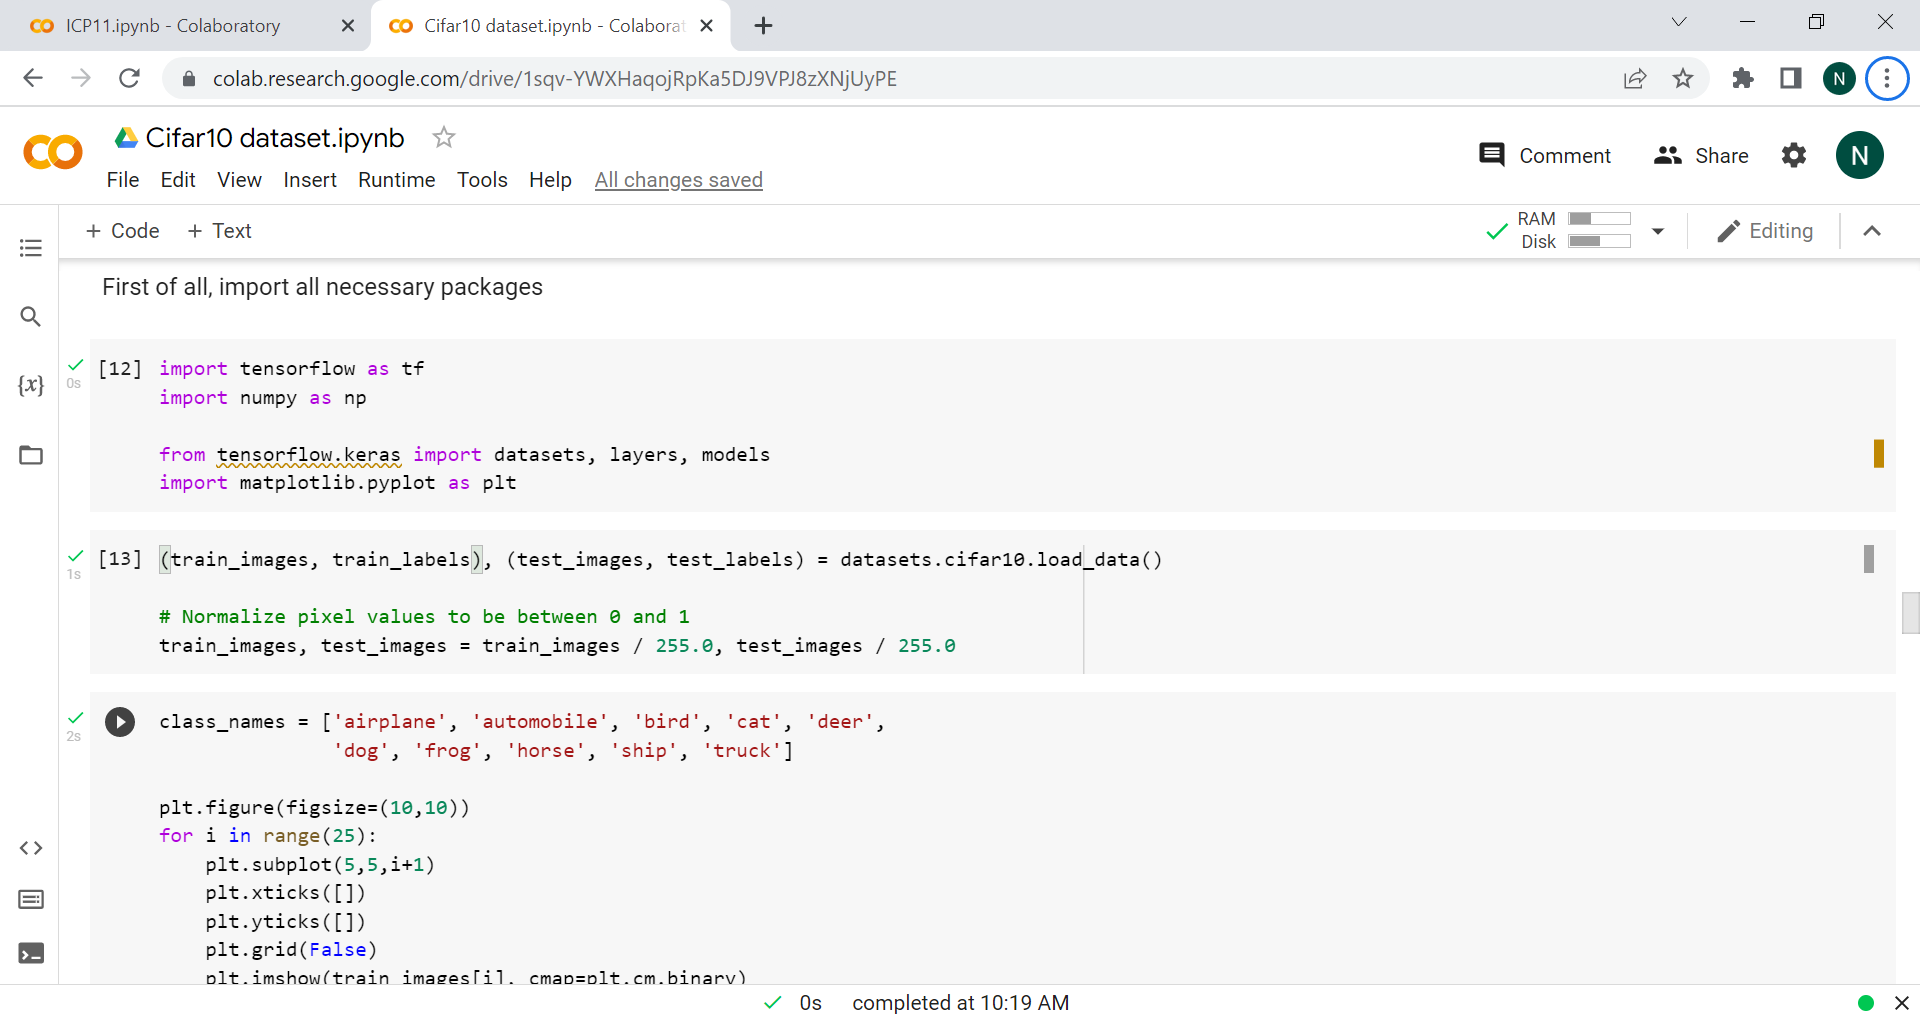 ICP11.ipynb - Colaboratory
Cifar10 dataset.ipynb - Colaborat
colab.research.google.com/drive/1sqv-YWXHaqojRpKa5DJ9VPJ8zXNjUyPE
N
Cifar10 dataset.ipynb
Comment
Share
N
File Edit View Insert Runtime Tools Help All changes saved
+ Code + Text
RAM
Disk
Editing
First of all, import all necessary packages
[12] import tensorflow as tf
0s
import numpy as np
{x}
from tensorflow.keras import datasets, layers, models
import matplotlib.pyplot as plt
[13] (train_images, train_labels), (test_images, test_labels) = datasets.cifar10.load_data()
1s
# Normalize pixel values to be between 0 and 1
train_images, test_images = train_images / 255.0, test_images / 255.0
class_names = ['airplane', 'automobile', 'bird', 'cat', 'deer',
2s
'dog', 'frog', 'horse', 'ship', 'truck']
plt.figure(figsize=(10,10))
for i in range(25):
plt.subplot(5,5,i+1)
plt.xticks([])
plt.yticks([])
plt.grid(False)
plt.imshow(train_images[i], cmap=plt.cm.binary)
0s completed at 10:19 AM